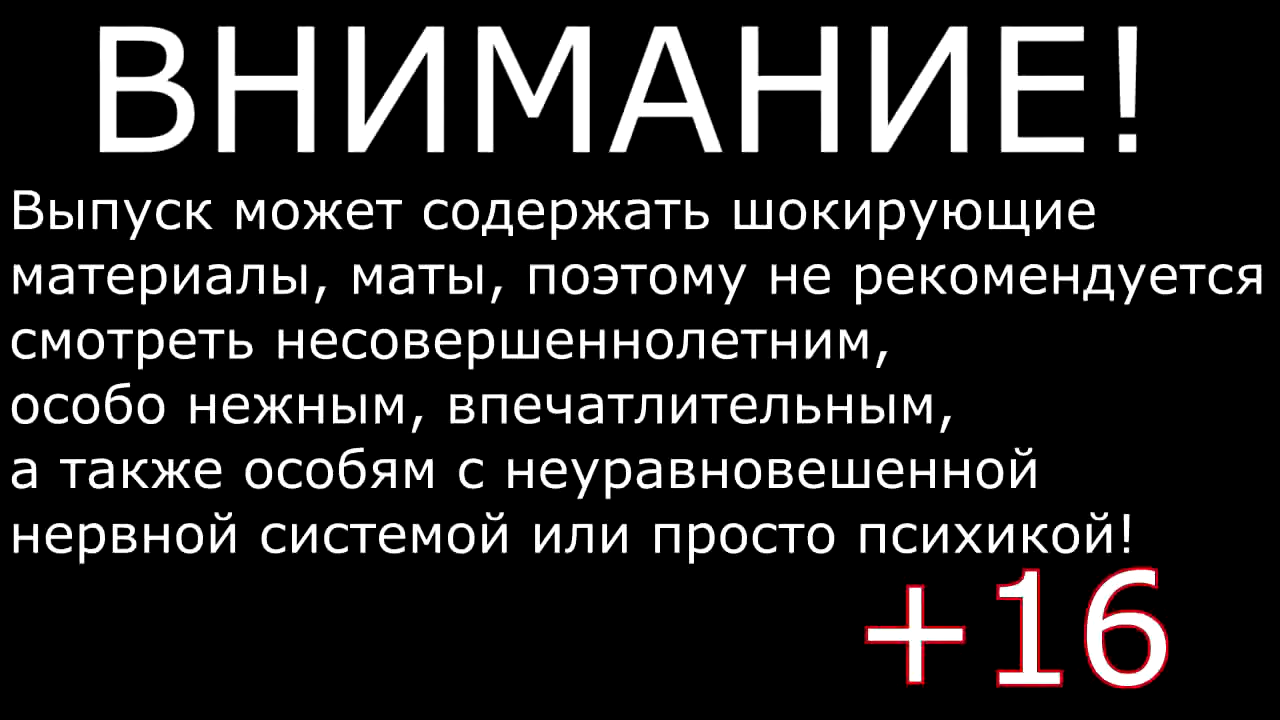 ВНИМАНИЕ!
Выпуск может содержать шокирующие
материалы, маты, поэтому не рекомендуется
смотреть несовершеннолетним,
особо нежным, впечатлительным,
а также особям с неуравновешенной
нервной системой или просто психикой!
+16